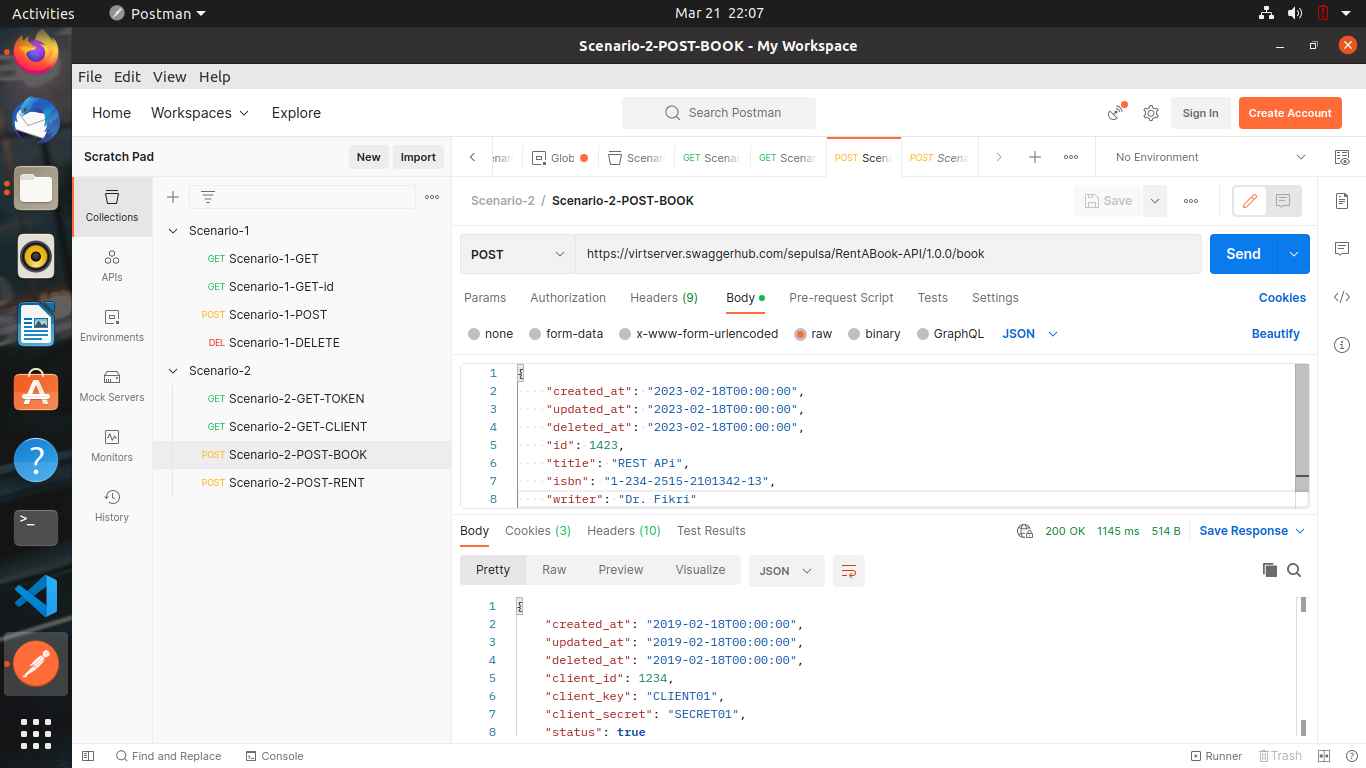 Activities Postman Mar 21 22:07
Scenario-2-POST-BOOK - My Workspace
File Edit View Help
Home Workspaces Explore Search Postman Sign In Create Account
Scratch Pad New Import
Glob Scenar GET Scenar GET Scenar POST Scena POST Scena No Environment
Collections
APIs
Environments
Mock Servers
Monitors
History
Scenario-1
GET Scenario-1-GET
GET Scenario-1-GET-id
POST Scenario-1-POST
DEL Scenario-1-DELETE
Scenario-2
GET Scenario-2-GET-TOKEN
GET Scenario-2-GET-CLIENT
POST Scenario-2-POST-BOOK
POST Scenario-2-POST-RENT
Scenario-2 / Scenario-2-POST-BOOK Save
POST https://virtserver.swaggerhub.com/sepulsa/RentABook-API/1.0.0/book Send
Params Authorization Headers (9) Body Pre-request Script Tests Settings Cookies
none form-data x-www-form-urlencoded raw binary GraphQL JSON Beautify
1 {
2 "created_at": "2023-02-18T00:00:00",
3 "updated_at": "2023-02-18T00:00:00",
4 "deleted_at": "2023-02-18T00:00:00",
5 "id": 1423,
6 "title": "REST APi",
7 "isbn": "1-234-2515-2101342-13",
8 "writer": "Dr. Fikri"
Body Cookies (3) Headers (10) Test Results 200 OK 1145 ms 514 B Save Response
Pretty Raw Preview Visualize JSON
1 {
2 "created_at": "2019-02-18T00:00:00",
3 "updated_at": "2019-02-18T00:00:00",
4 "deleted_at": "2019-02-18T00:00:00",
5 "client_id": 1234,
6 "client_key": "CLIENT01",
7 "client_secret": "SECRET01",
8 "status": true
Find and Replace Console Runner Trash